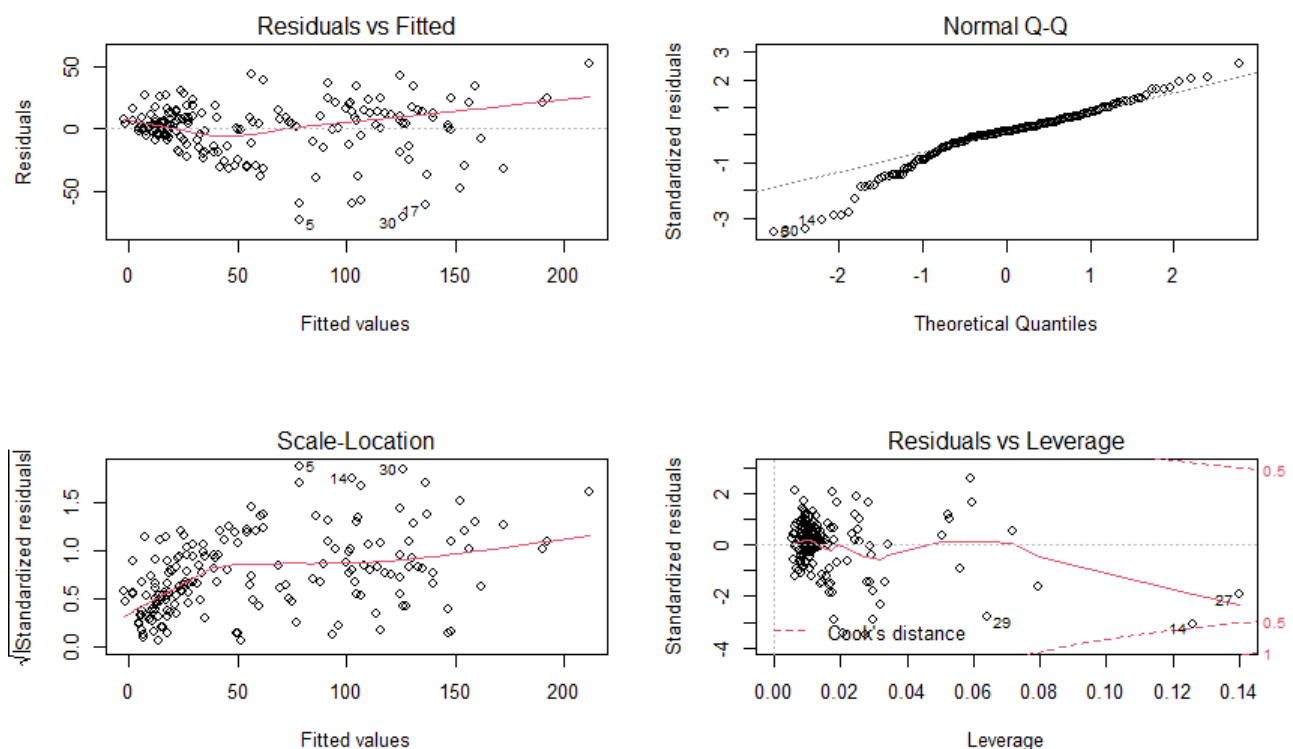 Residuals vs Fitted
Residuals
50
0
-50
5
30
17
0 50 100 150 200
Fitted values
Normal Q-Q
Standardized residuals
3
2
1
-1
-3
14
-2 -1 0 1 2
Theoretical Quantiles
Scale-Location
√|Standardized residuals|
1.5
1.0
0.5
0.0
5
14
30
0 50 100 150 200
Fitted values
Residuals vs Leverage
Standardized residuals
2
0
-2
-4
0.5
27
29
14
0.5
1
Cook's distance
0.00 0.02 0.04 0.06 0.08 0.10 0.12 0.14
Leverage